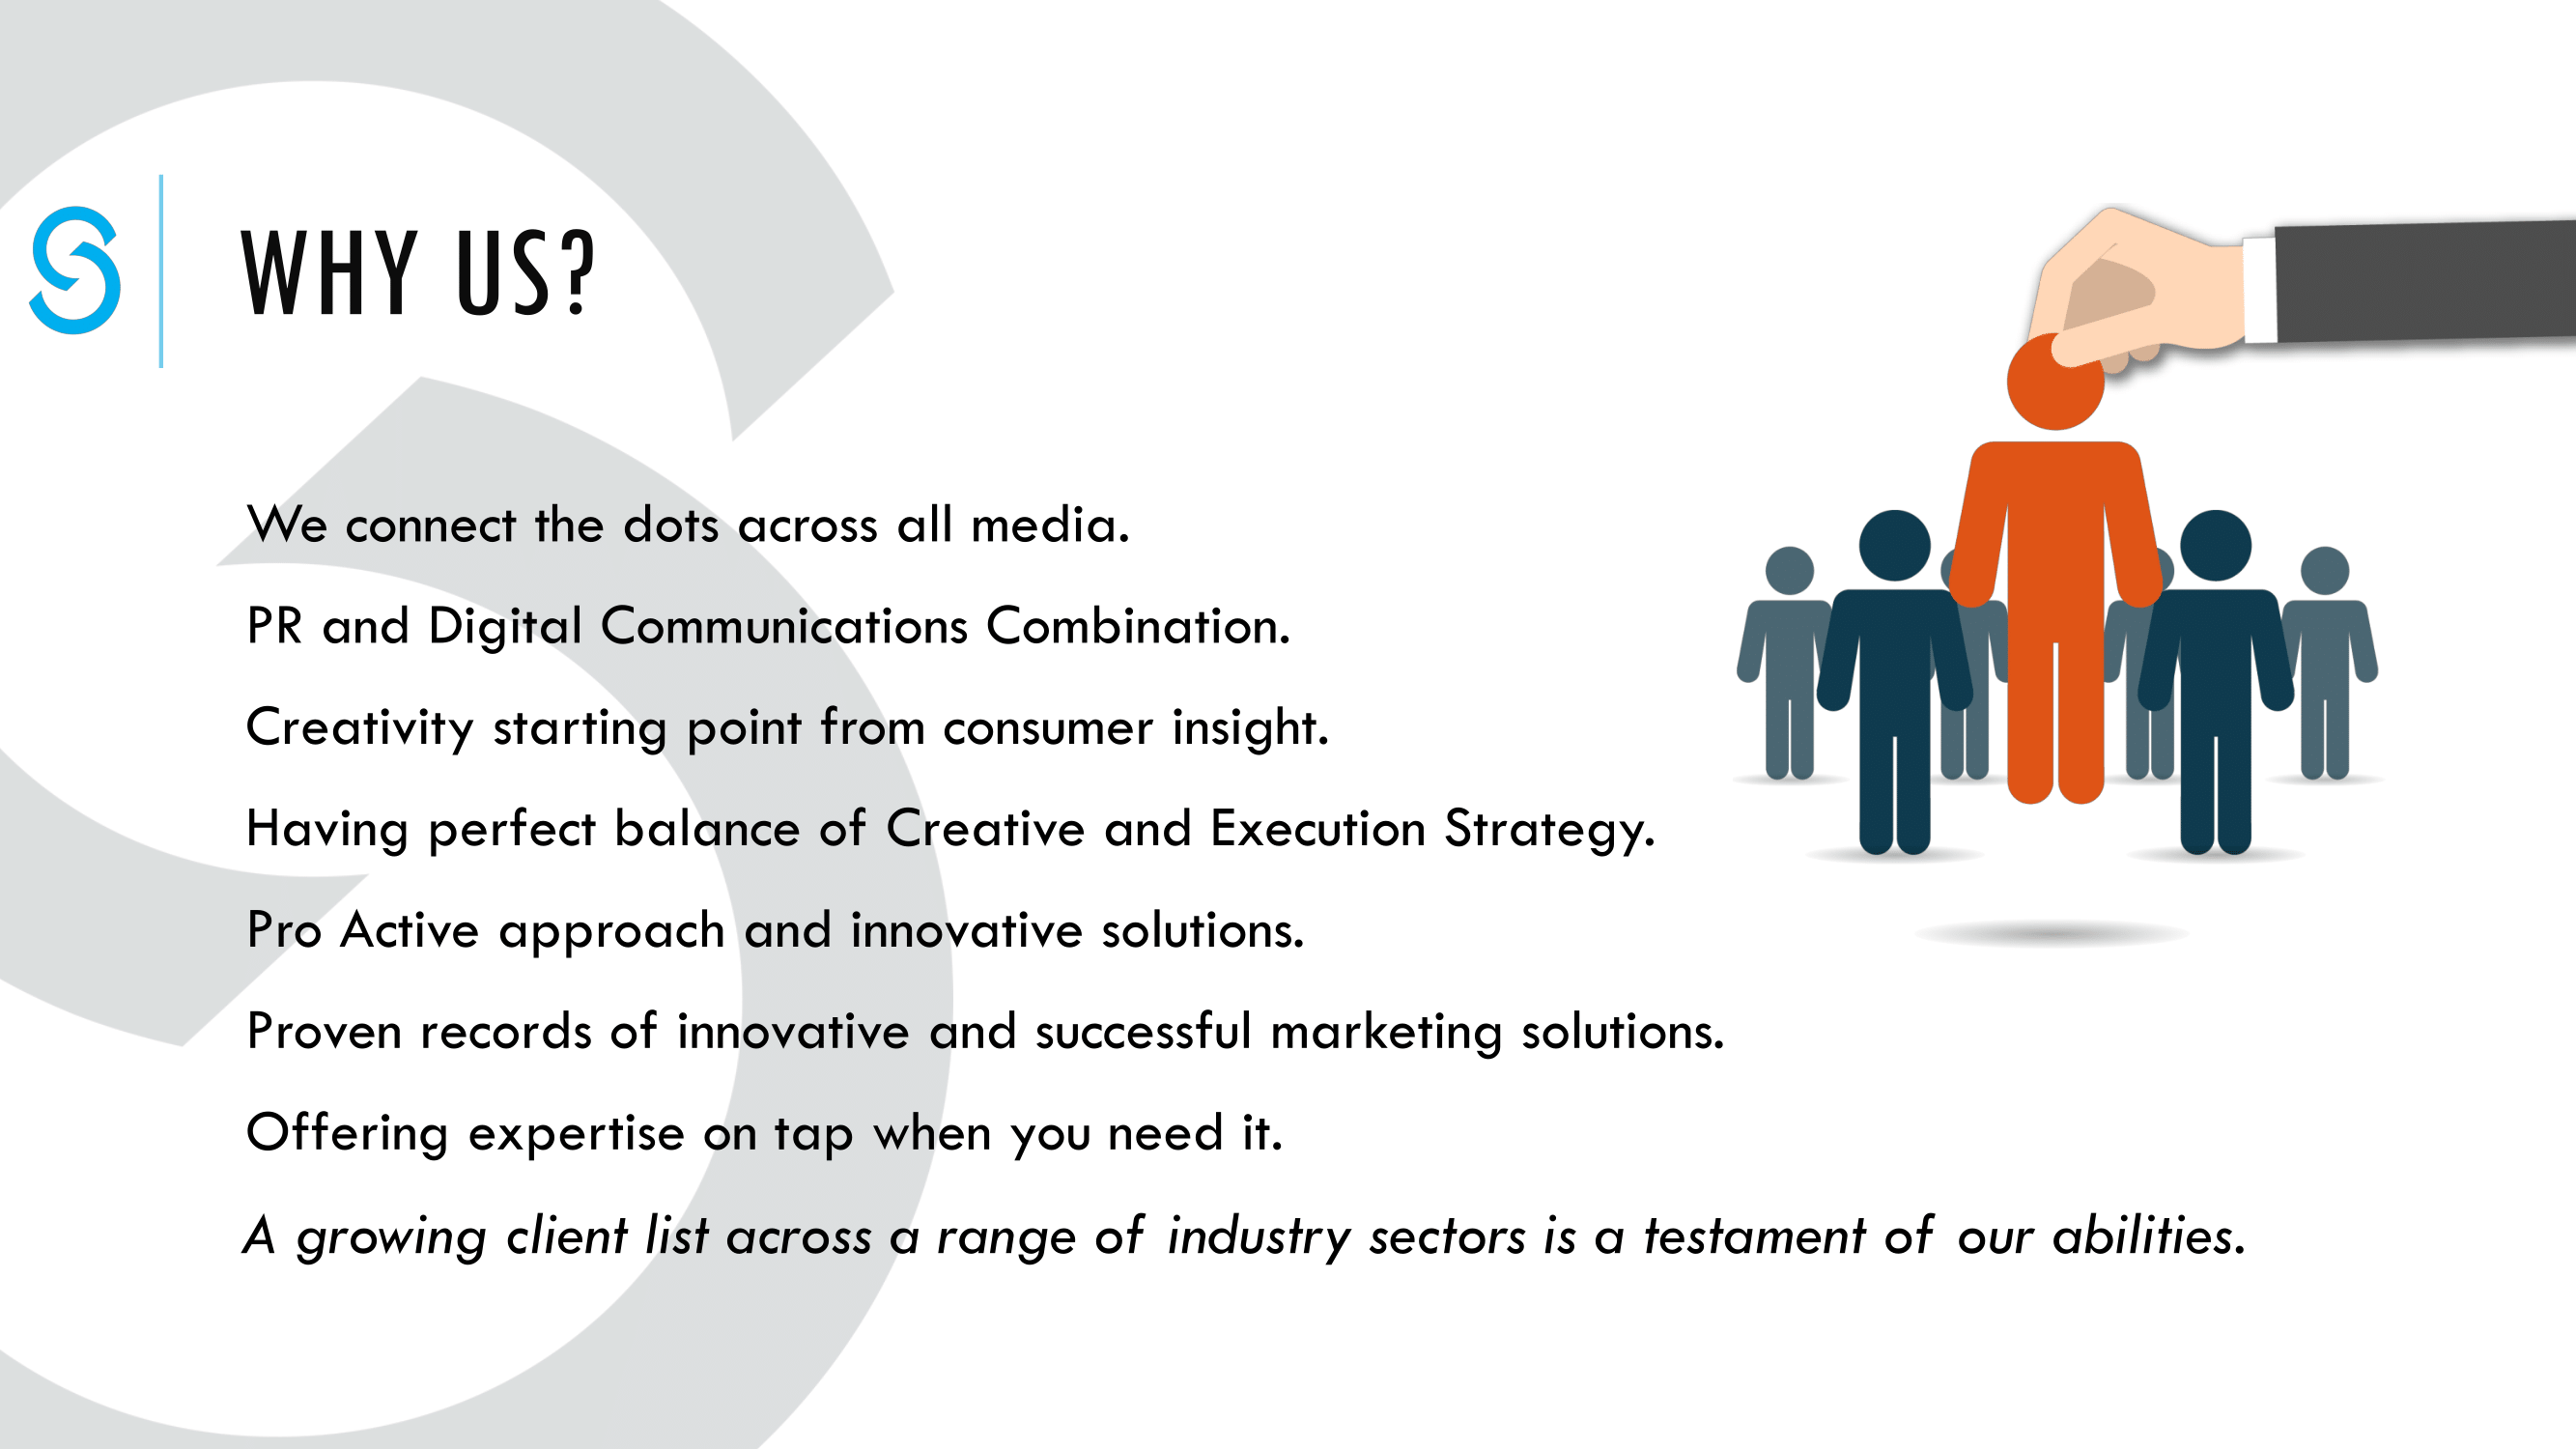 WHY US?
We connect the dots across all media.
PR and Digital Communications Combination.
Creativity starting point from consumer insight.
Having perfect balance of Creative and Execution Strategy.
Pro Active approach and innovative solutions.
Proven records of innovative and successful marketing solutions.
Offering expertise on tap when you need it.
A growing client list across a range of industry sectors is a testament of our abilities.